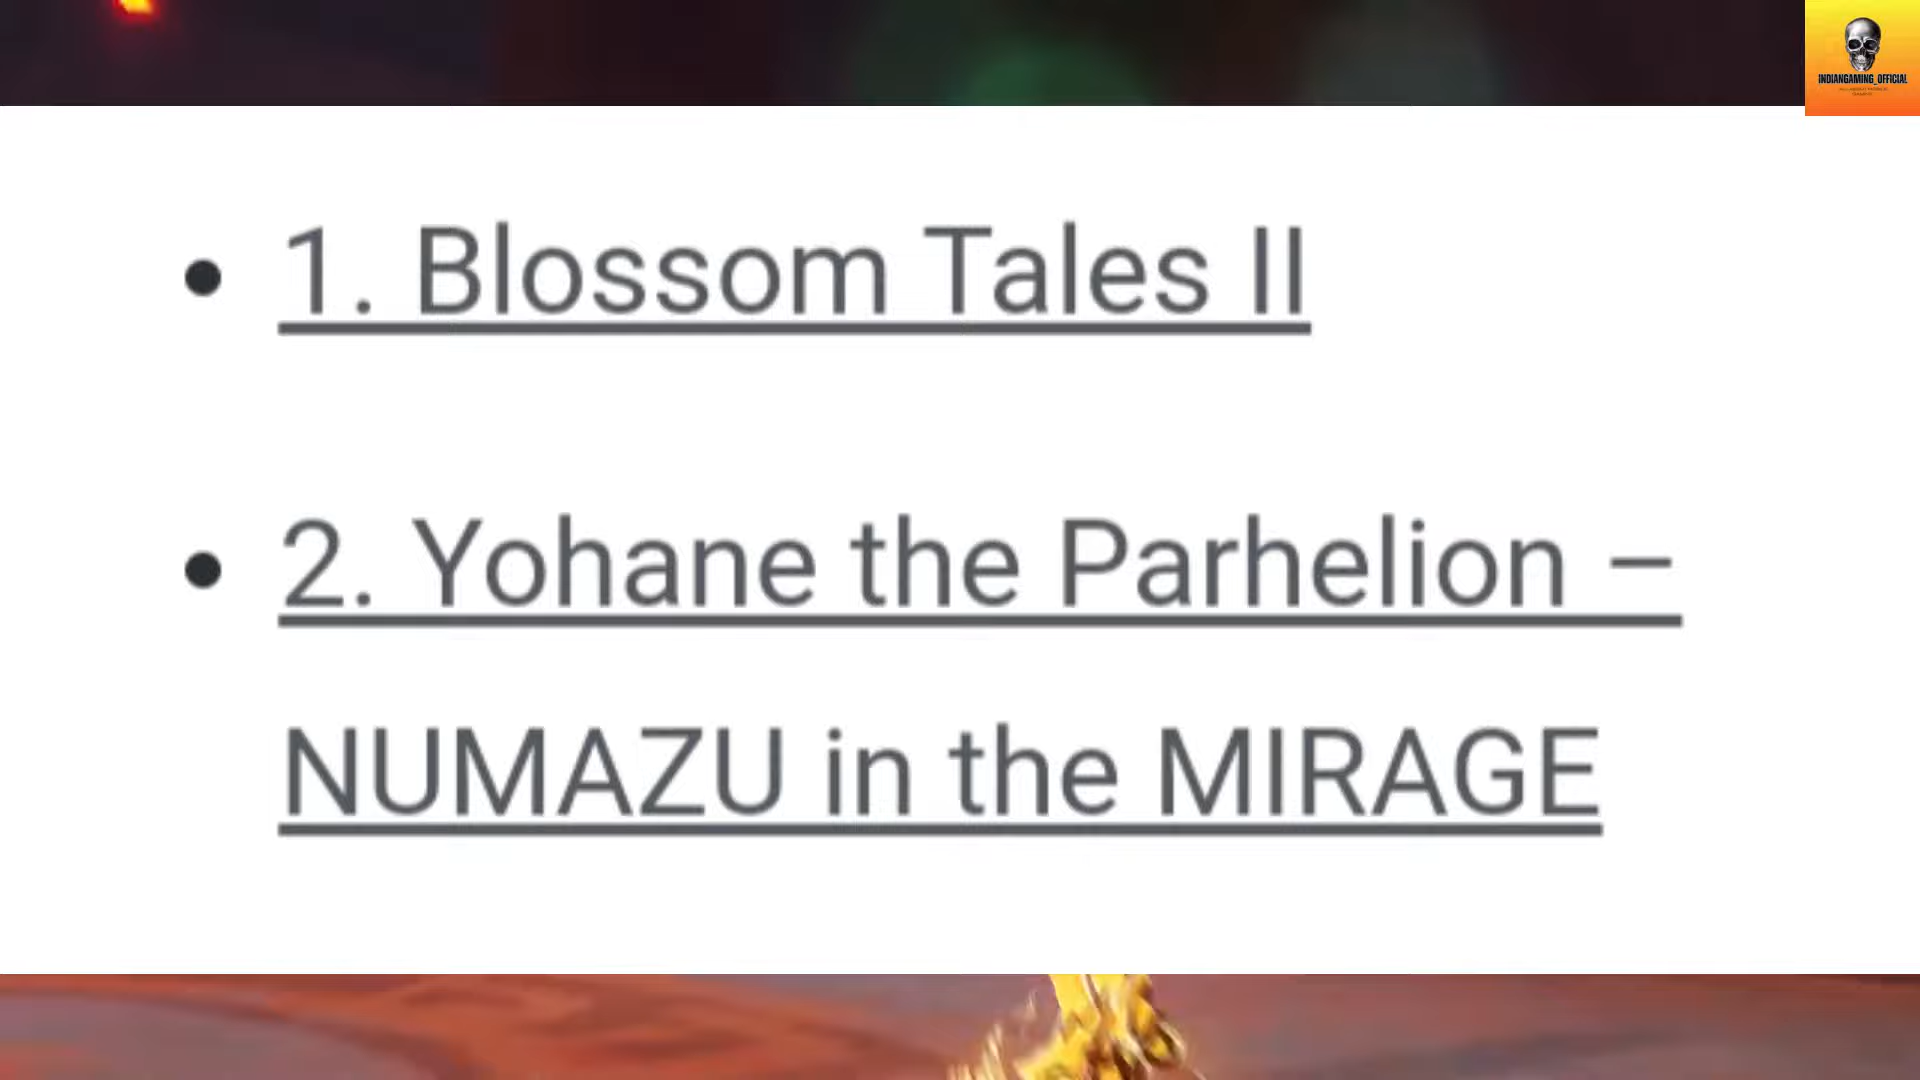 INDIANGAMING_OFFICIAL
• 1. Blossom Tales II
• 2. Yohane the Parhelion –
NUMAZU in the MIRAGE